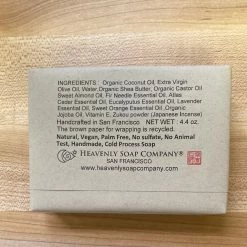 INGREDIENTS: Organic Coconut Oil, Extra Virgin
Olive Oil, Water, Organic Shea Butter, Organic Castor Oil
Sweet Almond Oil, Fir Needle Essential Oil, Atlas
Cedar Essential Oil, Eucalyptus Essential Oil, Lavender
Essential Oil, Sweet Orange Essential Oil, Organic
Jojoba Oil, Vitamin E, Zukou powder (Japanese Incense)
Handcrafted in San Francisco NET WT. 4.4 oz.
The brown paper for wrapping is recycled.
Natural, Vegan, Palm Free, No sulfate, No Animal
Test, Handmade, Cold Process Soap
HEAVENLY SOAP COMPANY®
SAN FRANCISCO
www.heavenlysoapcompany.com